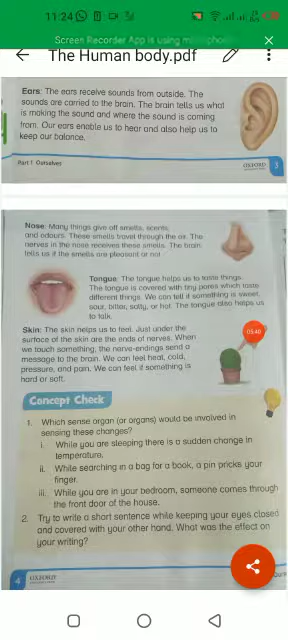 11:24
Screen Recorder App is using microphone
The Human body.pdf
Ears: The ears receive sounds from outside. The
sounds are carried to the brain. The brain tells us what
is making the sound and where the sound is coming
from. Our ears enable us to hear and also help us to
keep our balance.
Part 1 Ourselves
OXFORD
3
Nose: Many things give off smells, scents,
and odours. These smells travel through the air. The
nerves in the nose receives these smells. The brain
tells us if the smells are pleasant or not
Tongue: The tongue helps us to taste things.
The tongue is covered with tiny pores which taste
different things. We can tell if something is sweet,
sour, bitter, salty, or hot. The tongue also helps us
to talk.
Skin: The skin helps us to feel. Just under the
surface of the skin are the ends of nerves. When
we touch something, the nerve-endings send a
message to the brain. We can feel heat, cold,
pressure, and pain. We can feel if something is
hard or soft.
Concept Check
1. Which sense organ (or organs) would be involved in
sensing these changes?
i. While you are sleeping there is a sudden change in
temperature.
ii. While searching in a bag for a book, a pin pricks your
finger.
iii. While you are in your bedroom, someone comes through
the front door of the house.
2. Try to write a short sentence while keeping your eyes closed
and covered with your other hand. What was the effect on
your writing?
4
OXFORD